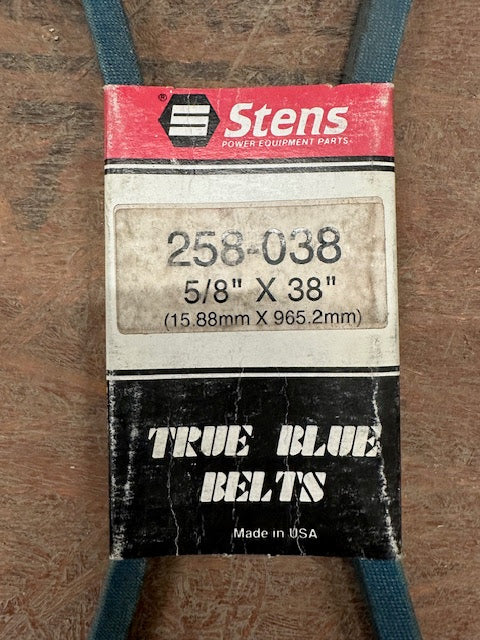 ® Stens
POWER EQUIPMENT PARTS
258-038
5/8" X 38"
(15.88mm X 965.2mm)
TRUE BLUE
BELTS
Made in USA